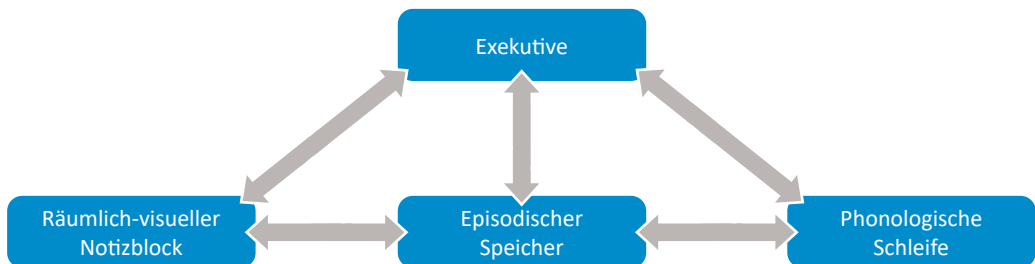 Exekutive
Räumlich-visueller
Notizblock
Episodischer
Speicher
Phonologische
Schleife